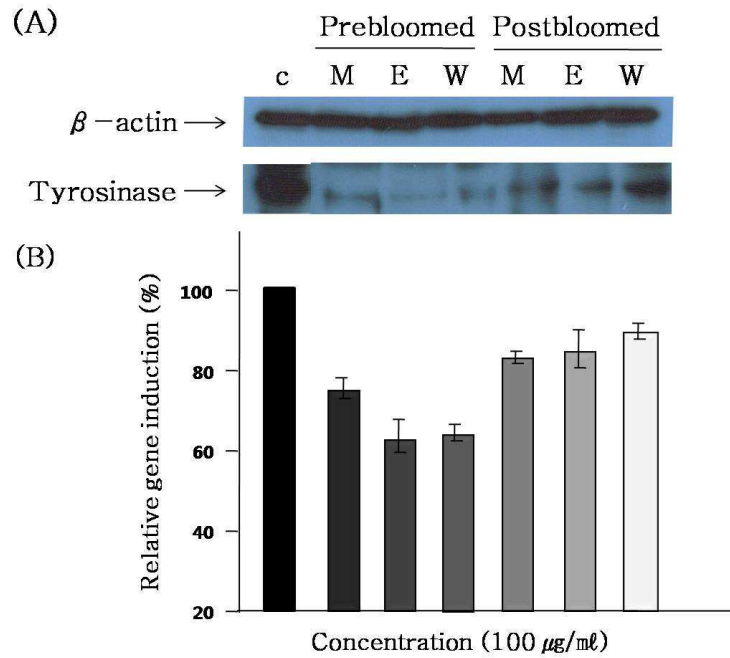 (A)
Prebloomed Postbloomed
c M E W M E W
β-actin
Tyrosinase
(B)
Relative gene induction (%)
100
80
60
40
20
Concentration (100 ㎍/㎖)